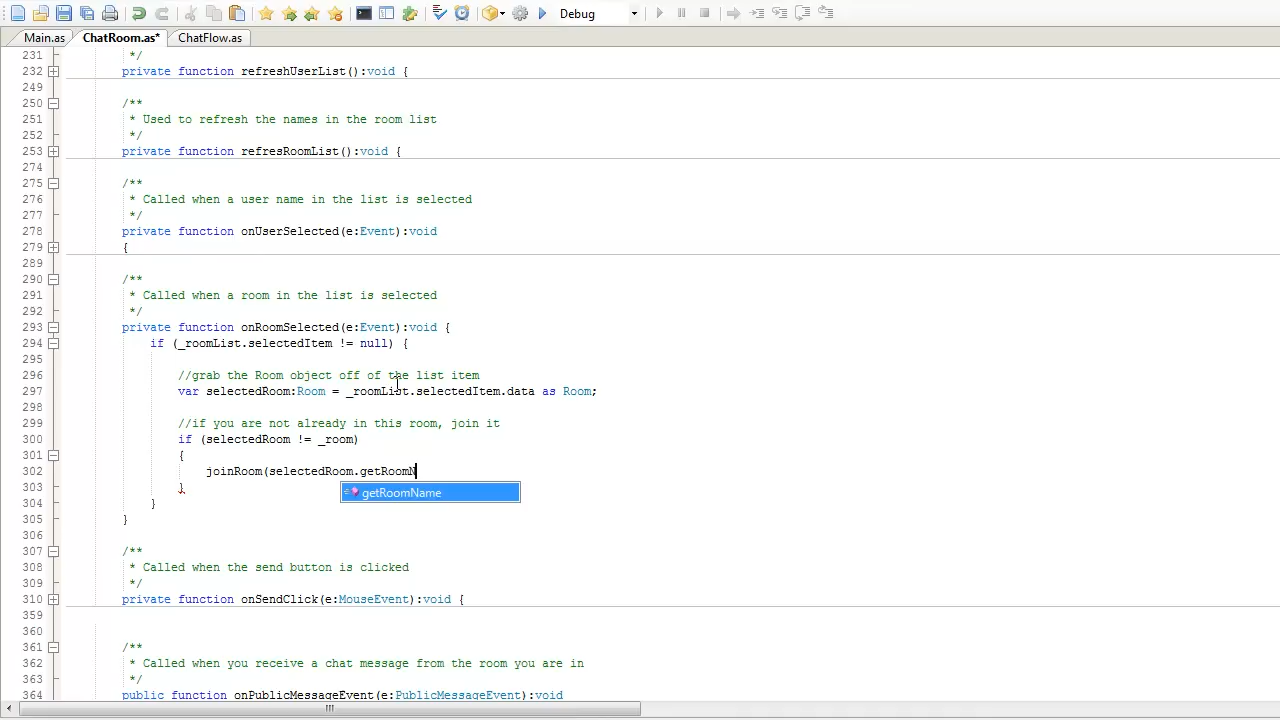 Debug
Main.as ChatRoom.as* ChatFlow.as
231 */
232 private function refreshUserList():void {
249
250 /**
251 * Used to refresh the names in the room list
252 */
253 private function refresRoomList():void {
274
275 /**
276 * Called when a user name in the list is selected
277 */
278 private function onUserSelected(e:Event):void
279 {
289
290 /**
291 * Called when a room in the list is selected
292 */
293 private function onRoomSelected(e:Event):void {
294 if (_roomList.selectedItem != null) {
295
296 //grab the Room object off of the list item
297 var selectedRoom:Room = _roomList.selectedItem.data as Room;
298
299 //if you are not already in this room, join it
300 if (selectedRoom != _room)
301 {
302 joinRoom(selectedRoom.getRoomN
303 }
getRoomName
304 }
305 }
306
307 /**
308 * Called when the send button is clicked
309 */
310 private function onSendClick(e:MouseEvent):void {
359
360
361 /**
362 * Called when you receive a chat message from the room you are in
363 */
364 public function onPublicMessageEvent(e:PublicMessageEvent):void